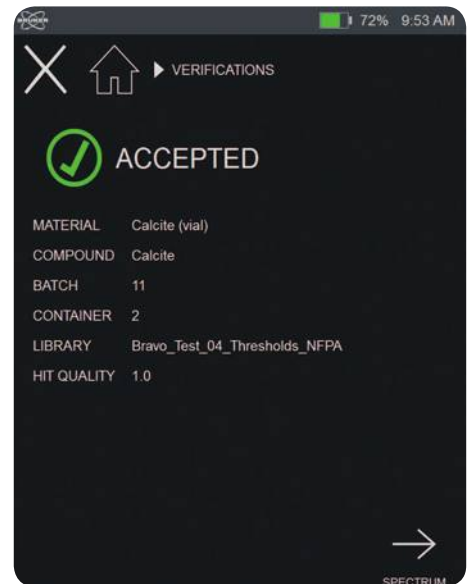 BRUKER 72% 9:53 AM
VERIFICATIONS
ACCEPTED
MATERIAL Calcite (vial)
COMPOUND Calcite
BATCH 11
CONTAINER 2
LIBRARY Bravo_Test_04_Thresholds_NFPA
HIT QUALITY 1.0
SPECTRUM